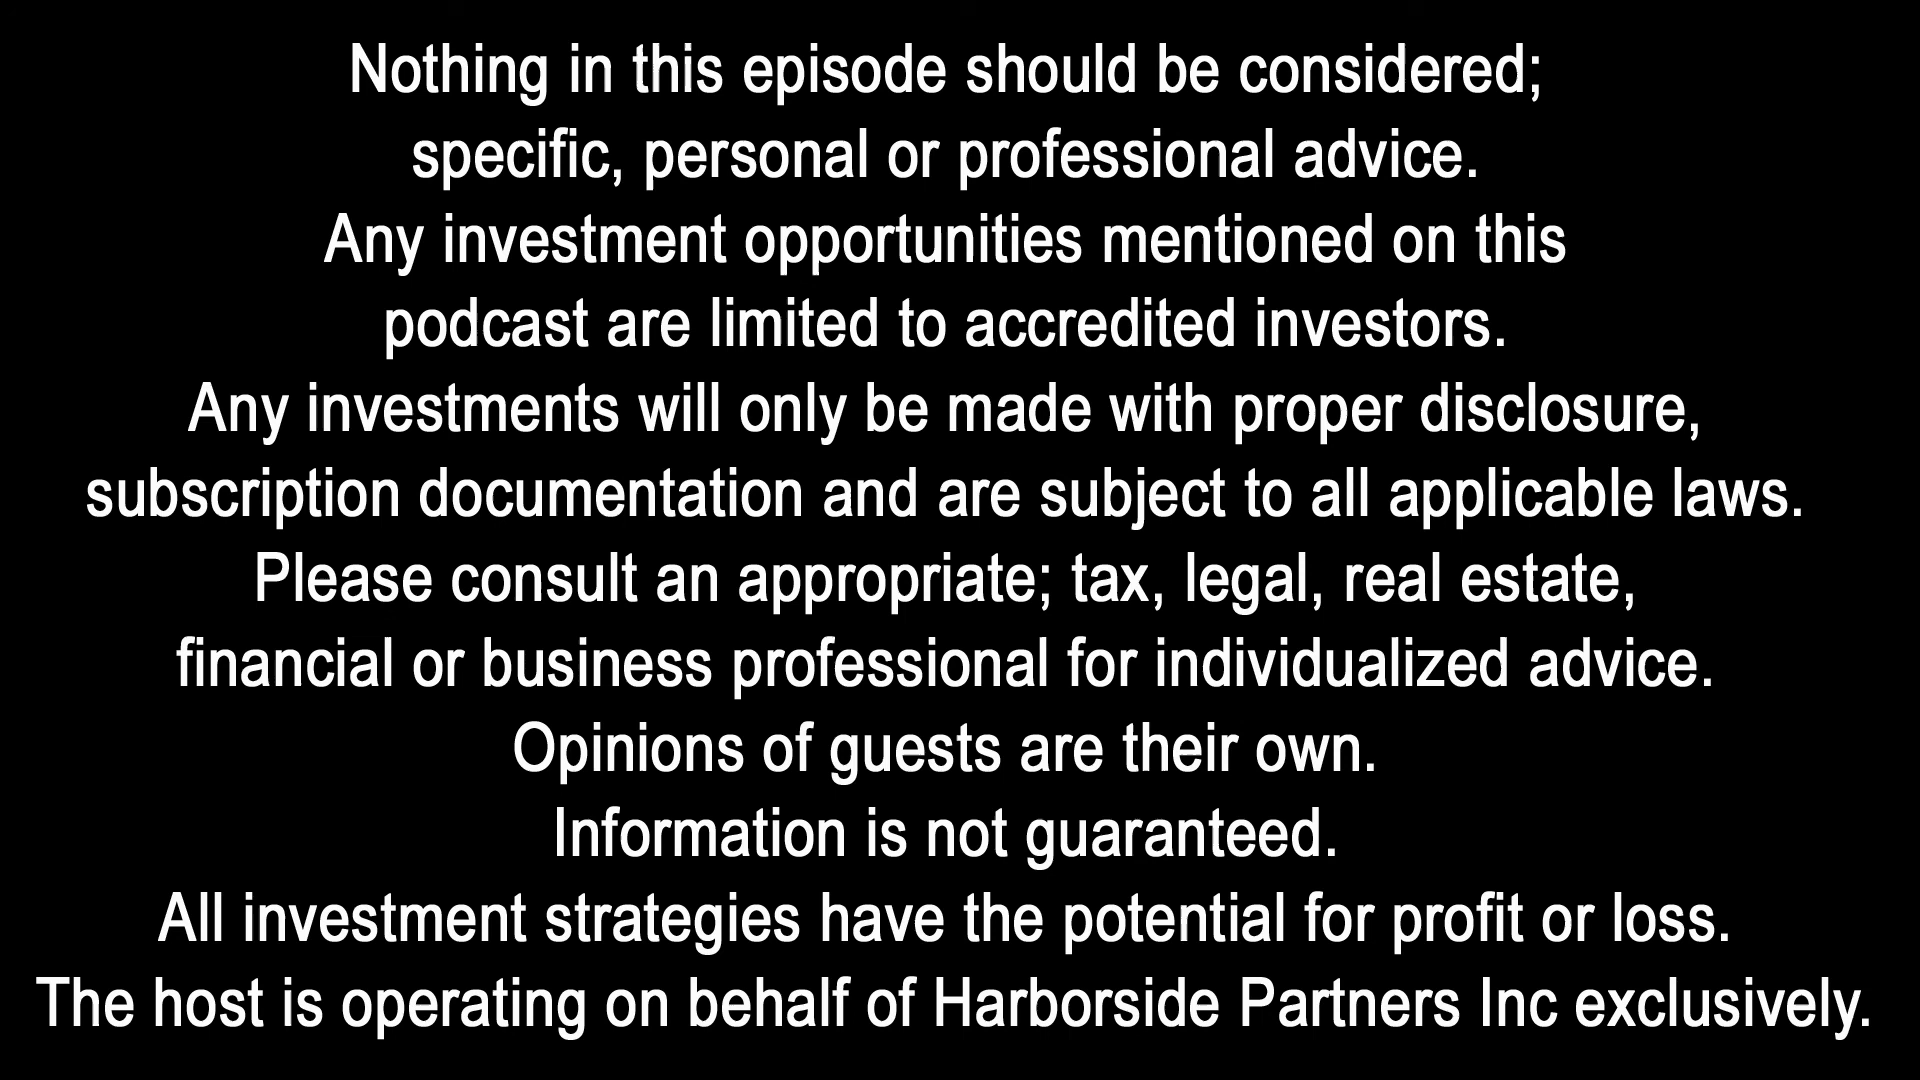 Nothing in this episode should be considered;
specific, personal or professional advice.
Any investment opportunities mentioned on this
podcast are limited to accredited investors.
Any investments will only be made with proper disclosure,
subscription documentation and are subject to all applicable laws.
Please consult an appropriate; tax, legal, real estate,
financial or business professional for individualized advice.
Opinions of guests are their own.
Information is not guaranteed.
All investment strategies have the potential for profit or loss.
The host is operating on behalf of Harborside Partners Inc exclusively.